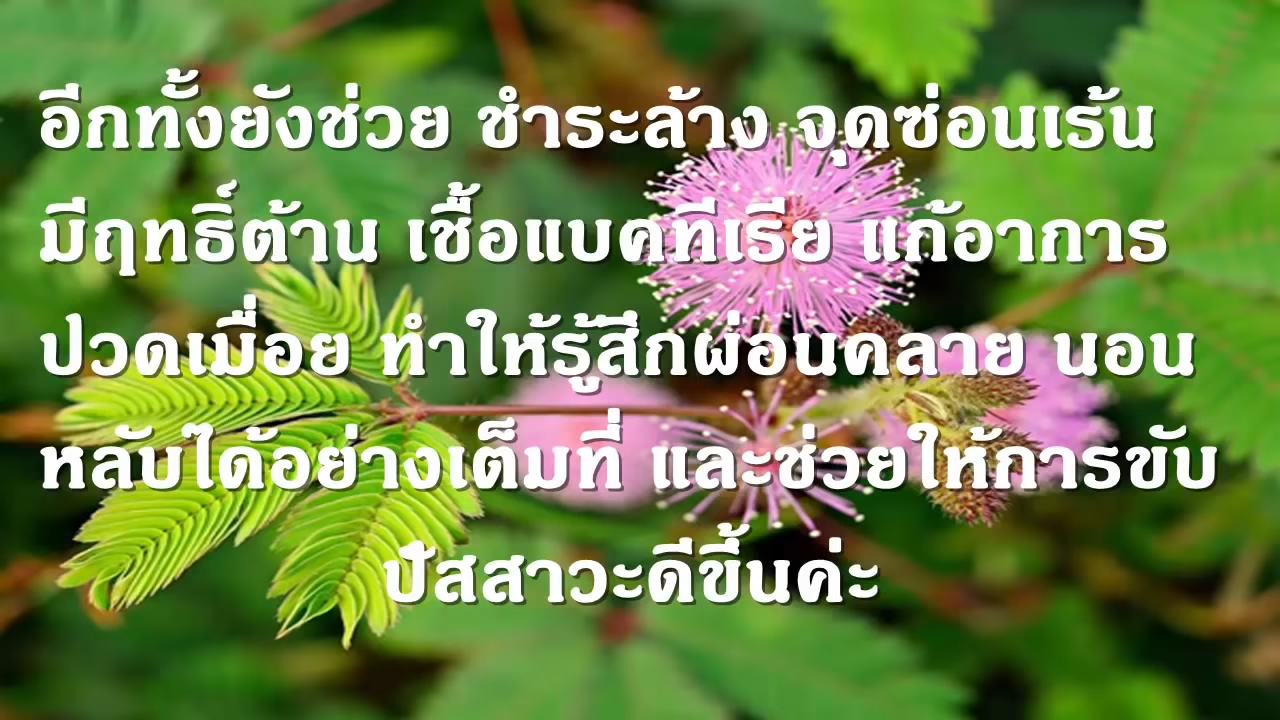 อีกทั้งยังช่วย ชำระล้าง จุดซ่อนเร้น
มีฤทธิ์ต้าน เชื้อแบคทีเรีย แก้อาการ
ปวดเมื่อย ทำให้รู้สึกผ่อนคลาย นอน
หลับได้อย่างเต็มที่ และช่วยให้การขับ
ปัสสาวะดีขึ้นค่ะ